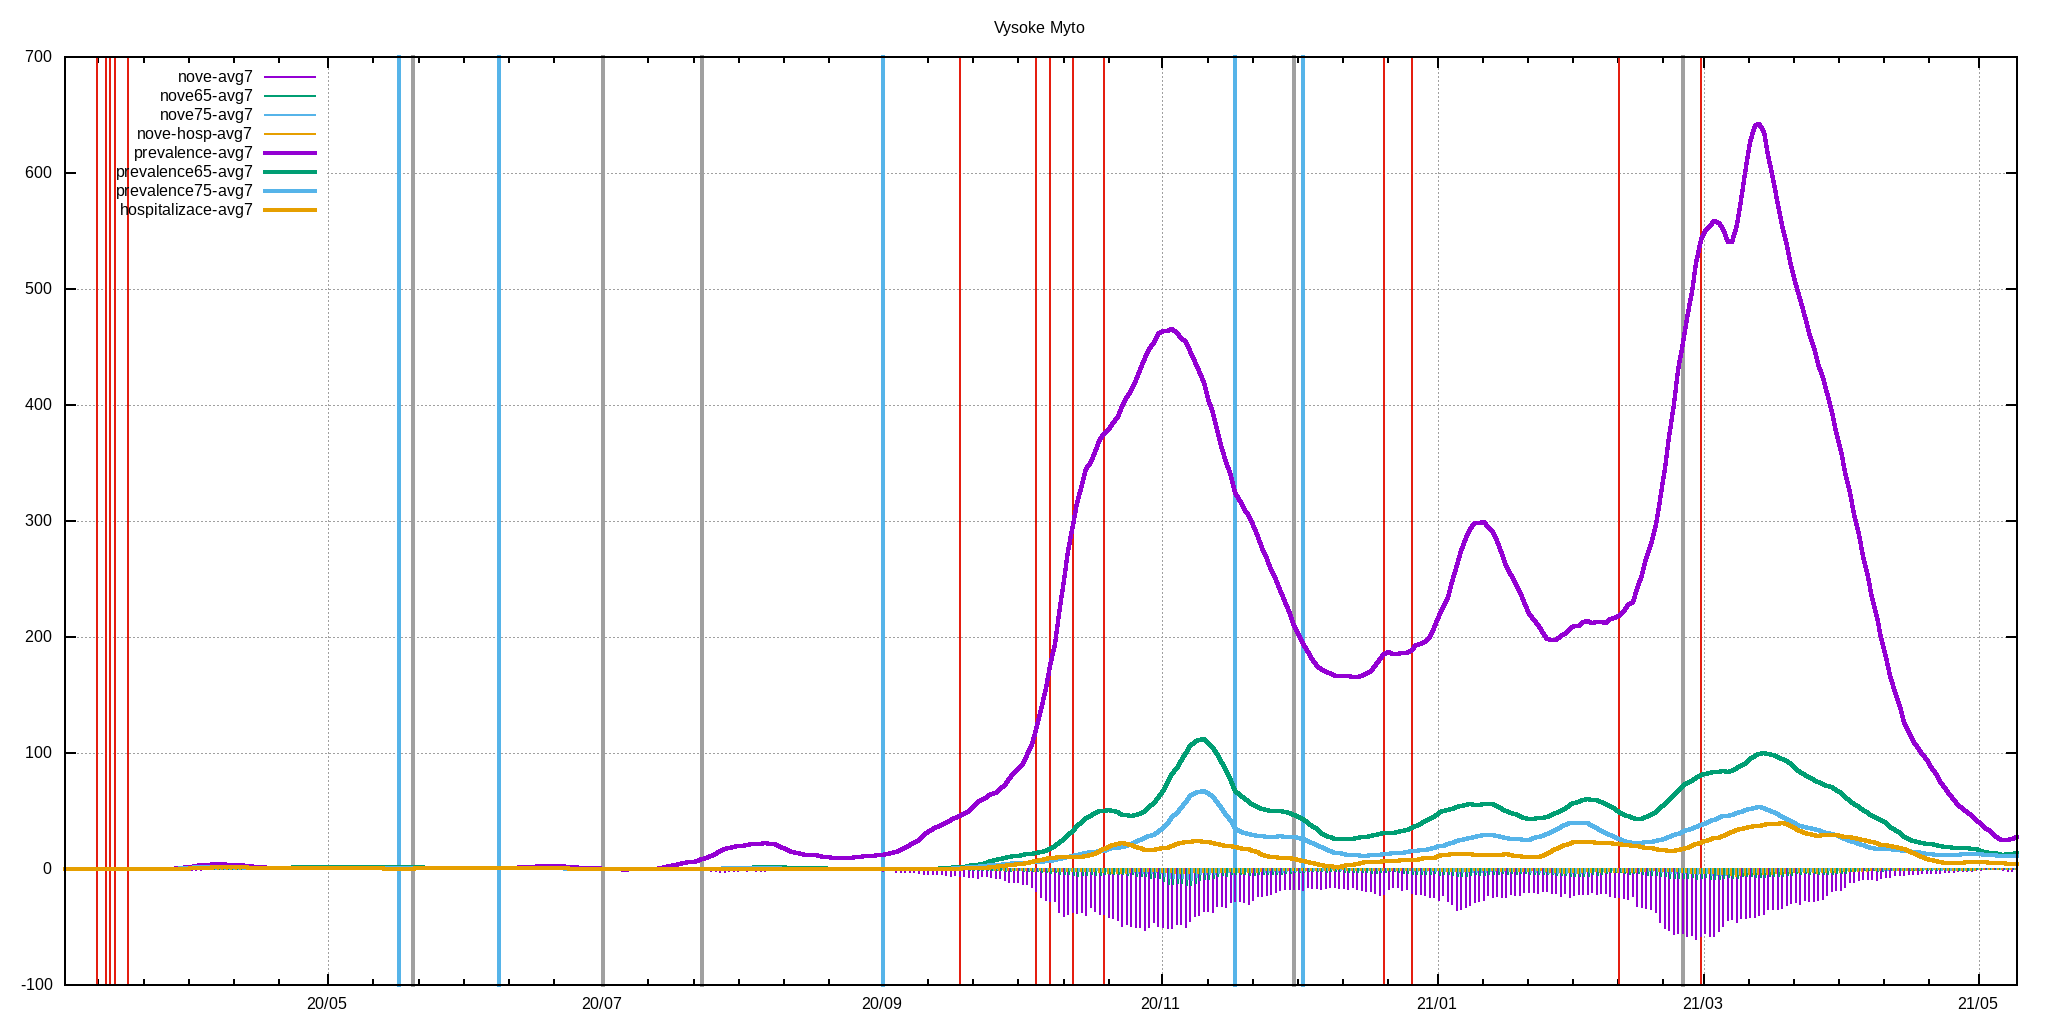 Vysoke Myto
700
600
500
400
300
200
100
0
-100
nove-avg7
nove65-avg7
nove75-avg7
nove-hosp-avg7
prevalence-avg7
prevalence65-avg7
prevalence75-avg7
hospitalizace-avg7
20/05 20/07 20/09 20/11 21/01 21/03 21/05